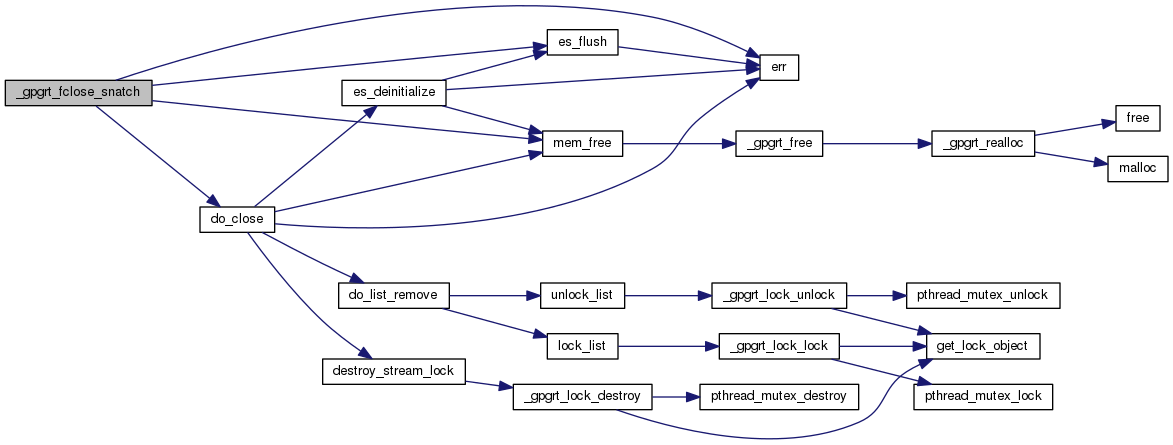 _gpgrt_fclose_snatch
es_flush
err
es_deinitialize
mem_free
_gpgrt_free
_gpgrt_realloc
free
malloc
do_close
do_list_remove
unlock_list
_gpgrt_lock_unlock
pthread_mutex_unlock
lock_list
_gpgrt_lock_lock
get_lock_object
destroy_stream_lock
_gpgrt_lock_destroy
pthread_mutex_destroy
pthread_mutex_lock